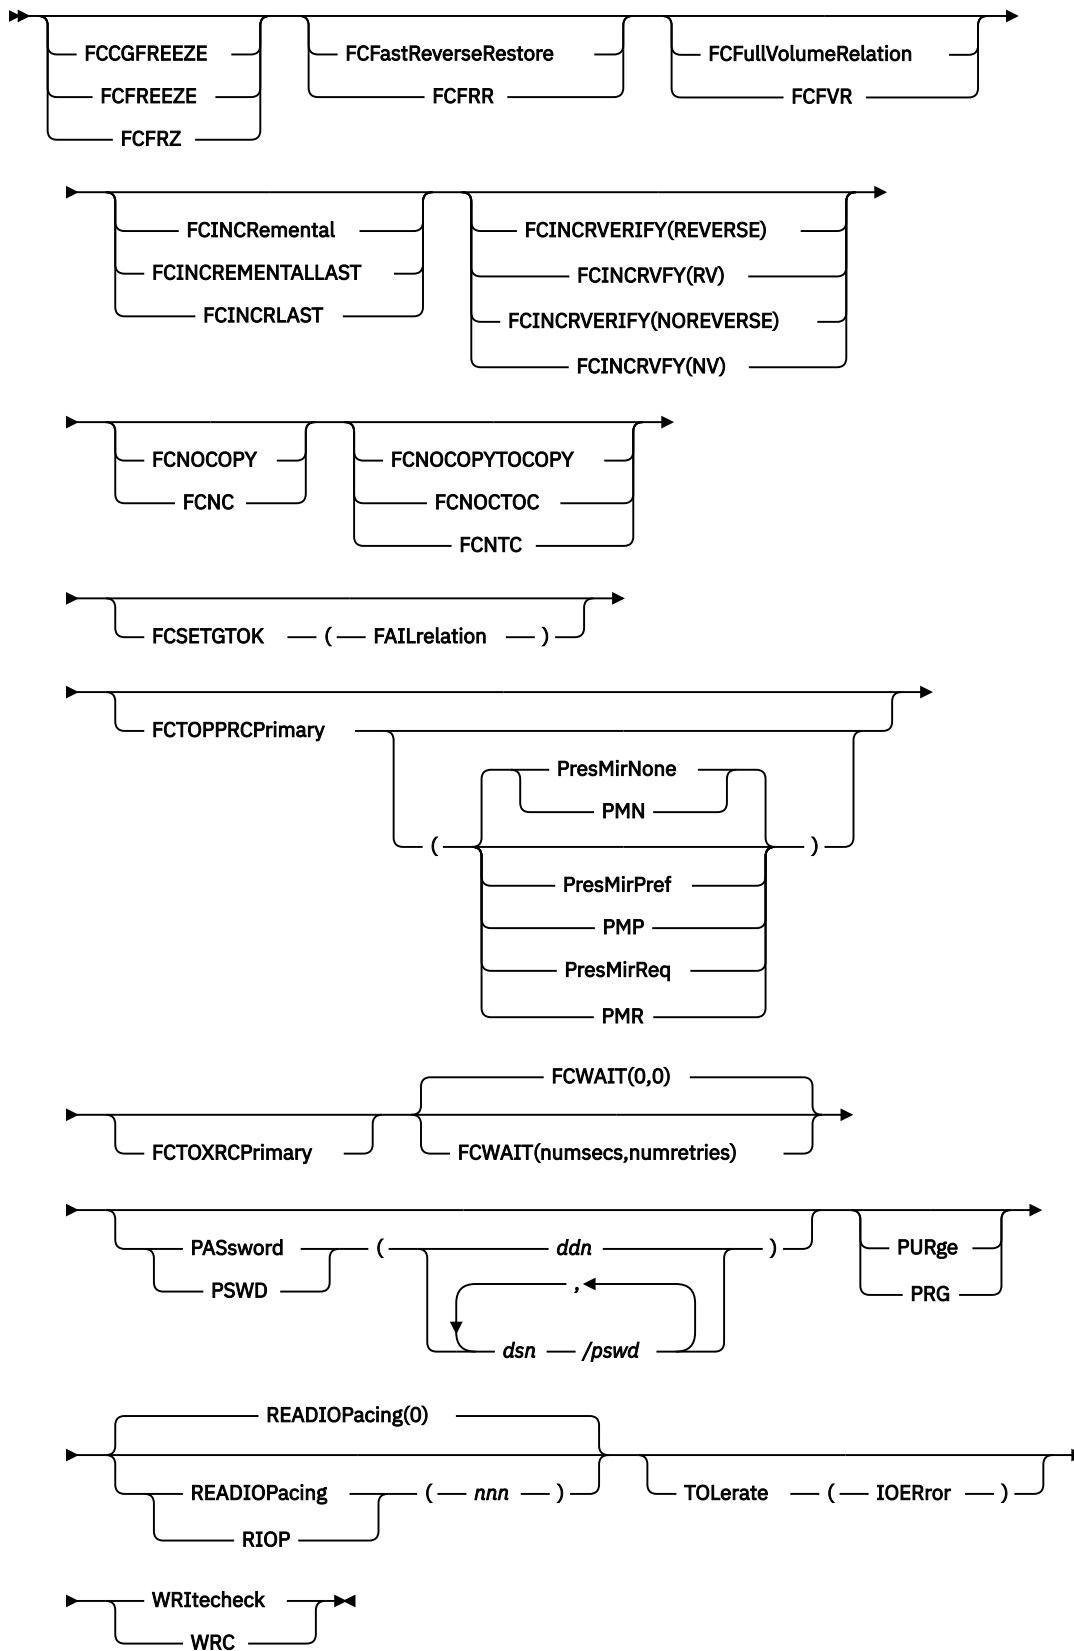 FCCGFREEZE FCFastReverseRestore FCFullVolumeRelation
FCFREEZE FCFRR FCFVR
FCFRZ
FCINCRemental FCINCRVERIFY(REVERSE)
FCINCREMENTALLAST FCINCRVFY(RV)
FCINCRLAST FCINCRVERIFY(NOREVERSE)
FCINCRVFY(NV)
FCNOCOPY FCNOCOPYTOCOPY
FCNC FCNOCTOC
FCNTC
FCSETGTOK ( FAILrelation )
FCTOPPRCPrimary
PresMirNone
PMN
( )
PresMirPref
PMP
PresMirReq
PMR
FCWAIT(0,0)
FCTOXRCPrimary FCWAIT(numsecs,numretries)
PASsword ( ddn ) PURge
PSWD , PRG
dsn /pswd
READIOPacing(0)
READIOPacing ( nnn ) TOLerate ( IOERror )
RIOP
WRItecheck
WRC